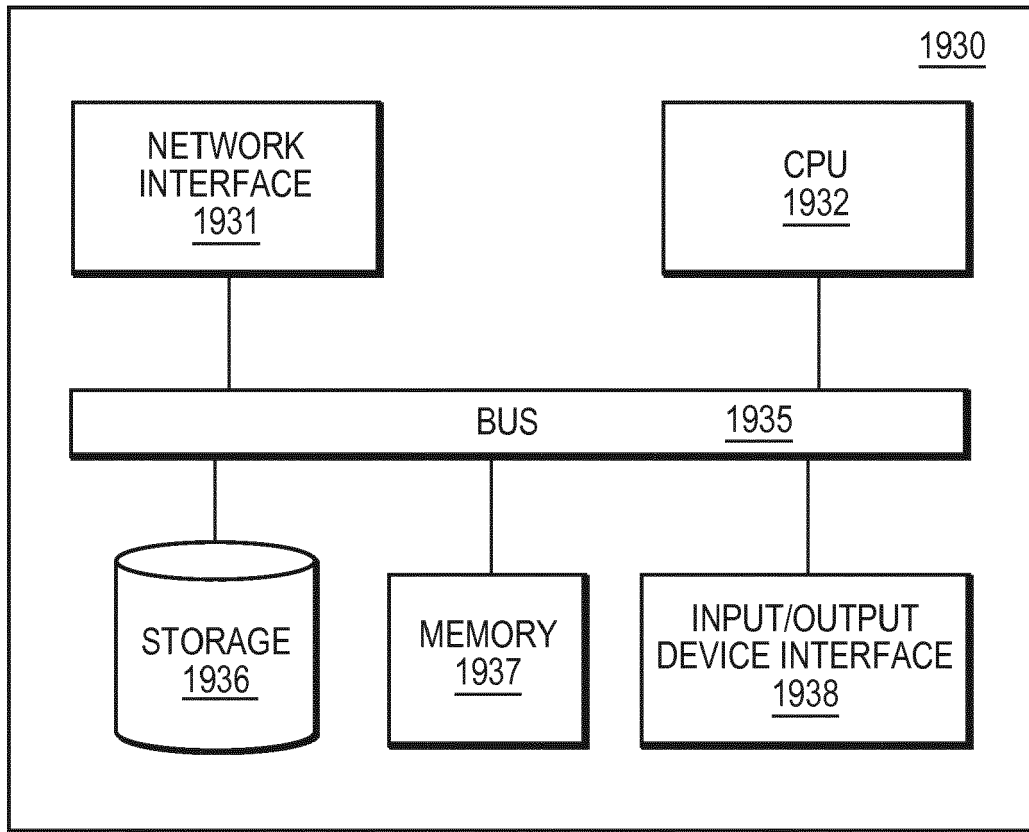 1930
NETWORK
INTERFACE
1931
CPU
1932
BUS 1935
STORAGE
1936
MEMORY
1937
INPUT/OUTPUT
DEVICE INTERFACE
1938